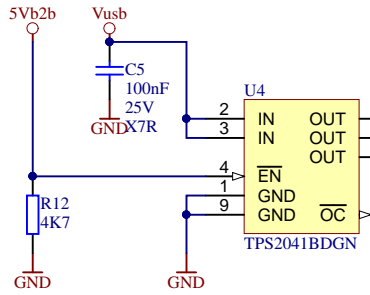 5Vb2b
Vusb
C5
100nF
25V
X7R
GND
U4
2 IN OUT
3 IN OUT
OUT
4 EN
1 GND
9 GND OC
TPS2041BDGN
R12
4K7
GND
GND